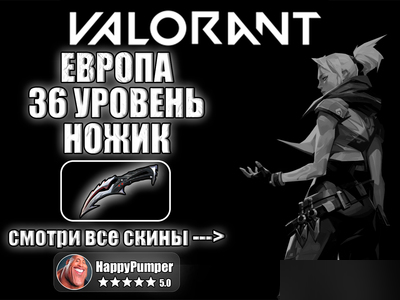 VALORANT
ЕВРОПА
36 УРОВЕНЬ
НОЖИК
смотри все скины --->
HappyPumper
★★★★★ 5.0